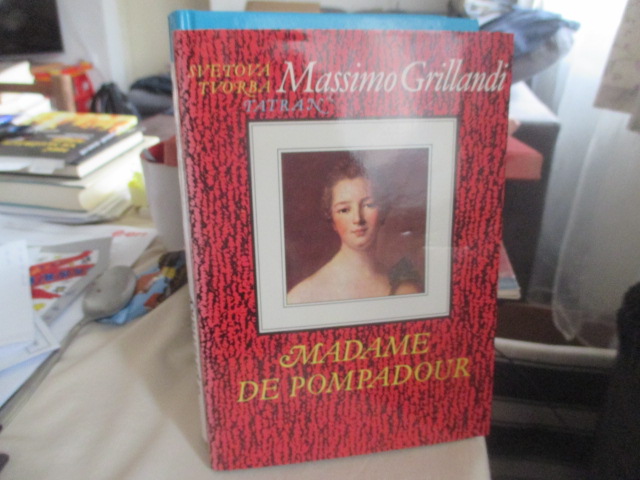 SVETOVÁ
TVORBA
TATRAN
Massimo Grillandi
MADAME
DE POMPADOUR